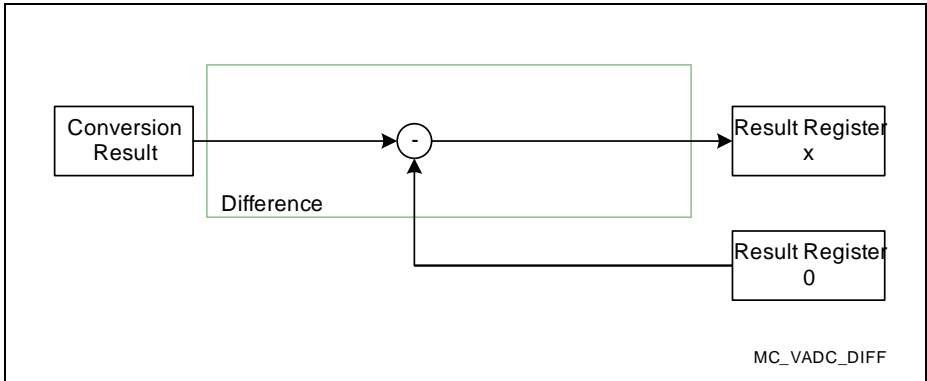 Conversion
Result
-
Result Register
x
Difference
Result Register
0
MC_VADC_DIFF